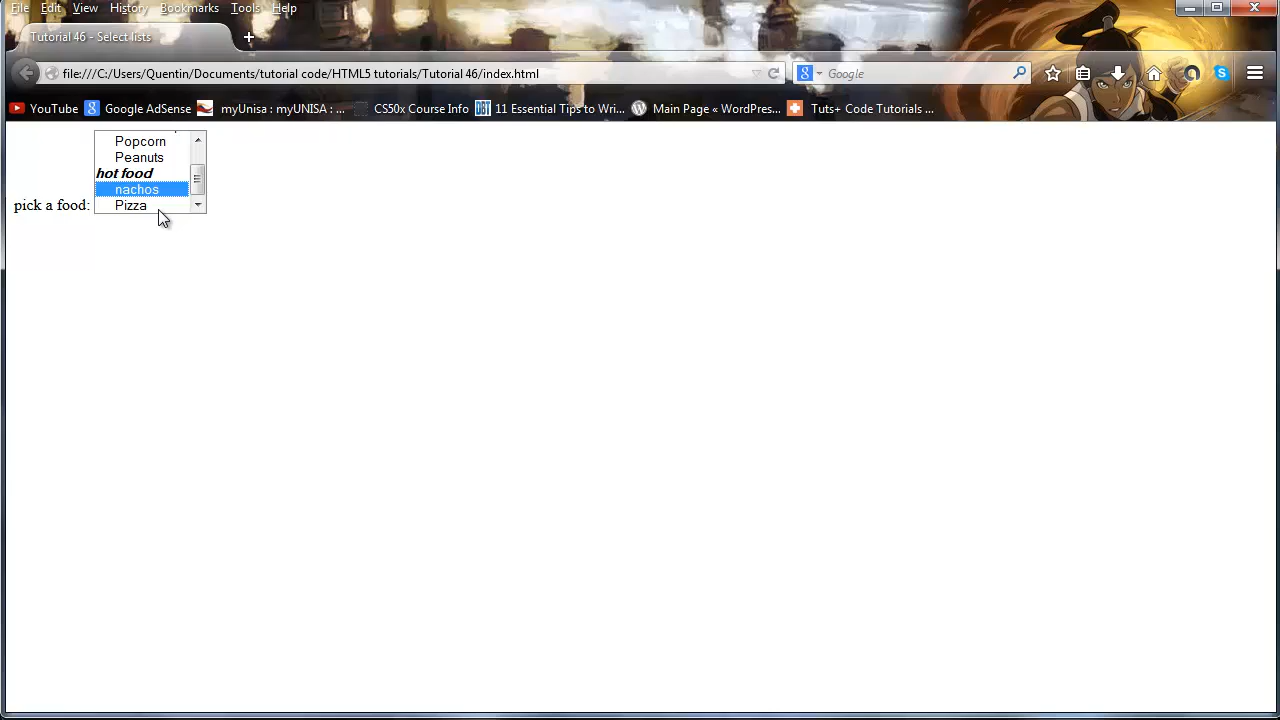 File Edit View History Bookmarks Tools Help
Tutorial 46 - Select lists
file:///C:/Users/Quentin/Documents/tutorial code/HTML5 tutorials/Tutorial 46/index.html
Google
YouTube Google AdSense myUnisa : myUNISA : ... CS50x Course Info DBT 11 Essential Tips to Wri... Main Page « WordPres... Tuts+ Code Tutorials ...
Popcorn
Peanuts
hot food
nachos
pick a food: Pizza